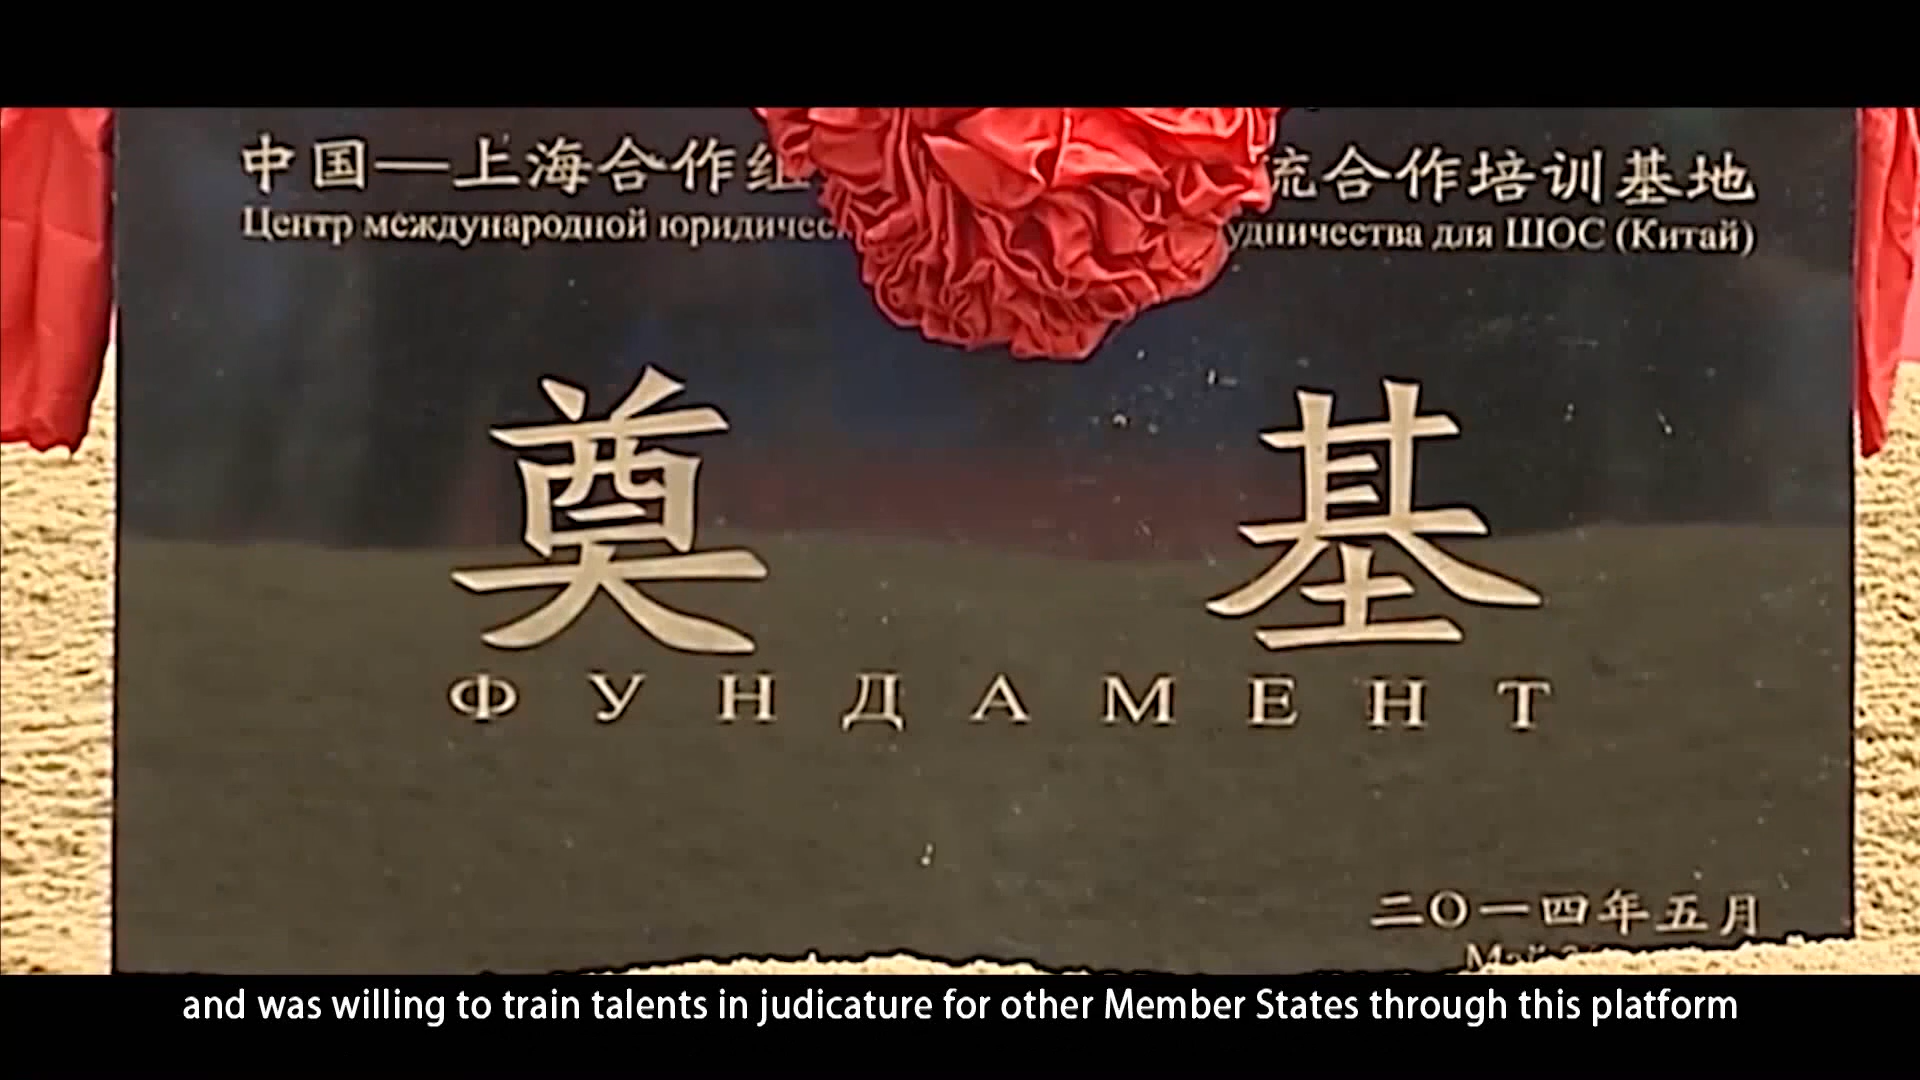 中国—上海合作组 流合作培训基地
Центр международной юридичес удничества для ШОС (Китай)
奠 基
ФУНДАМЕНТ
二〇一四年五月
Май
and was willing to train talents in judicature for other Member States through this platform